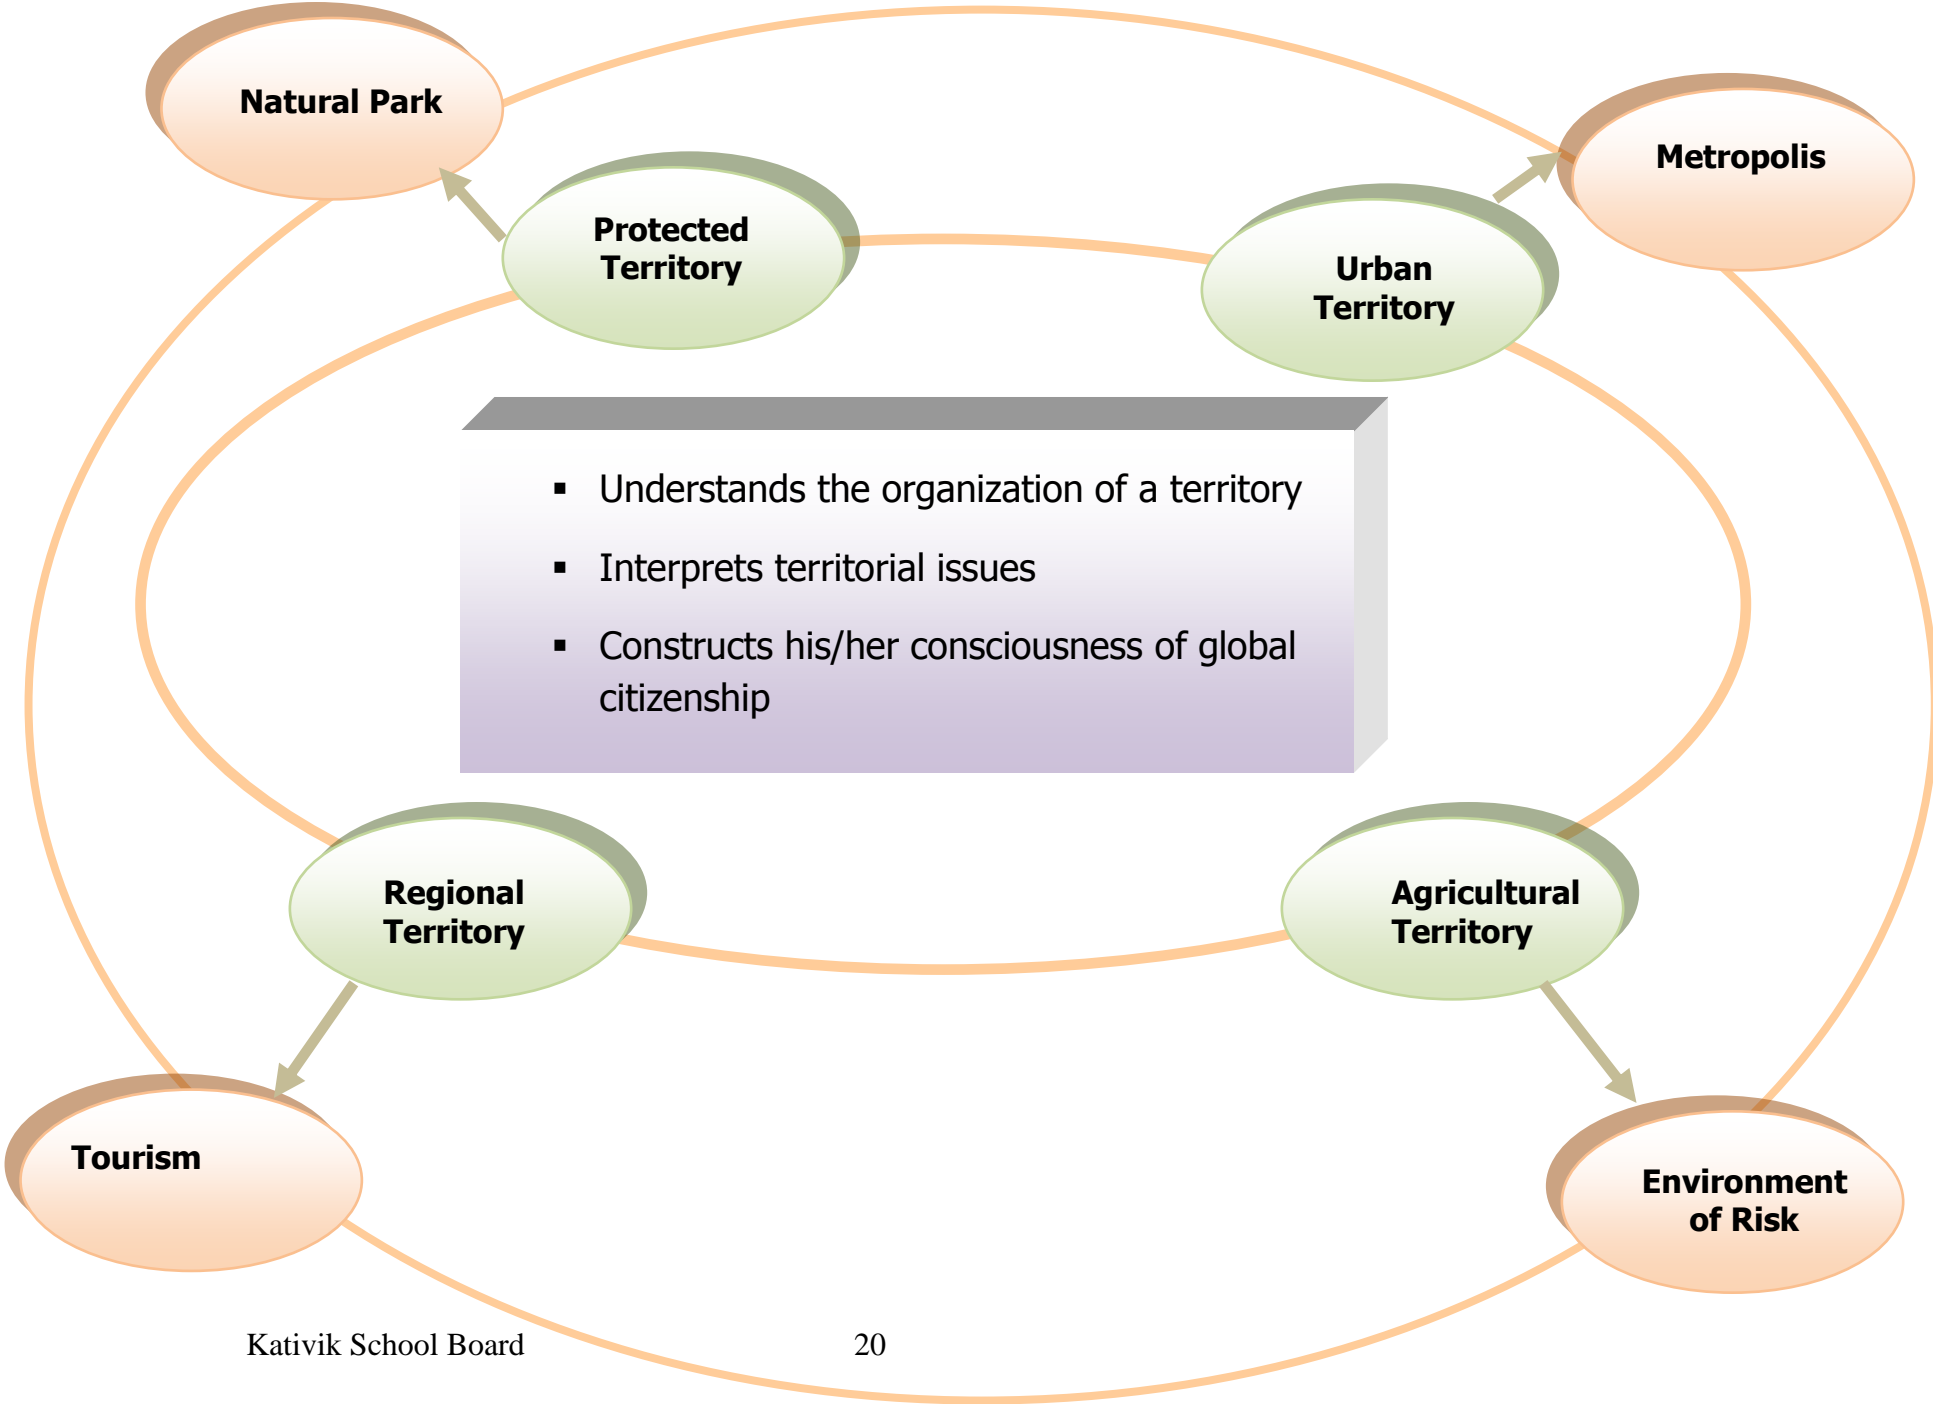 Natural Park
Metropolis
Protected
Territory
Urban
Territory
▪ Understands the organization of a territory
▪ Interprets territorial issues
▪ Constructs his/her consciousness of global
citizenship
Regional
Territory
Agricultural
Territory
Tourism
Environment
of Risk
Kativik School Board 20